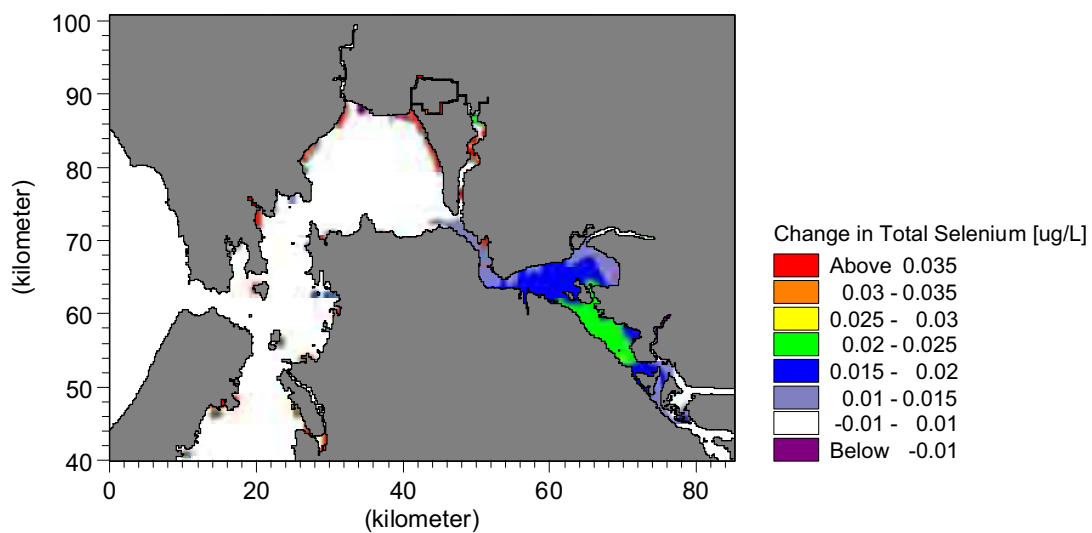 100
90
80
70
60
50
40
(kilometer)
0 20 40 60 80
(kilometer)
Change in Total Selenium [ug/L]
Above 0.035
0.03 - 0.035
0.025 - 0.03
0.02 - 0.025
0.015 - 0.02
0.01 - 0.015
-0.01 - 0.01
Below -0.01